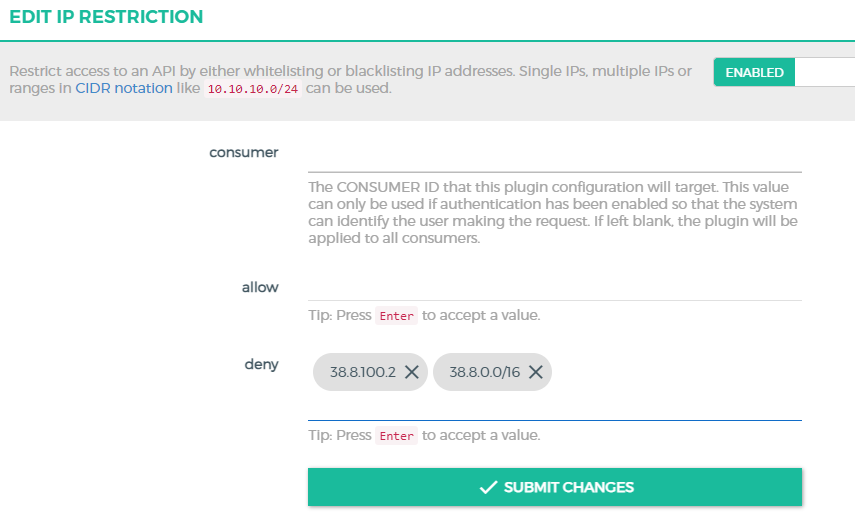 EDIT IP RESTRICTION
Restrict access to an API by either whitelisting or blacklisting IP addresses. Single IPs, multiple IPs or
ranges in CIDR notation like 10.10.10.0/24 can be used.
ENABLED
consumer
The CONSUMER ID that this plugin configuration will target. This value
can only be used if authentication has been enabled so that the system
can identify the user making the request. If left blank, the plugin will be
applied to all consumers.
allow
Tip: Press Enter to accept a value.
deny
38.8.100.2 38.8.0.0/16
Tip: Press Enter to accept a value.
SUBMIT CHANGES